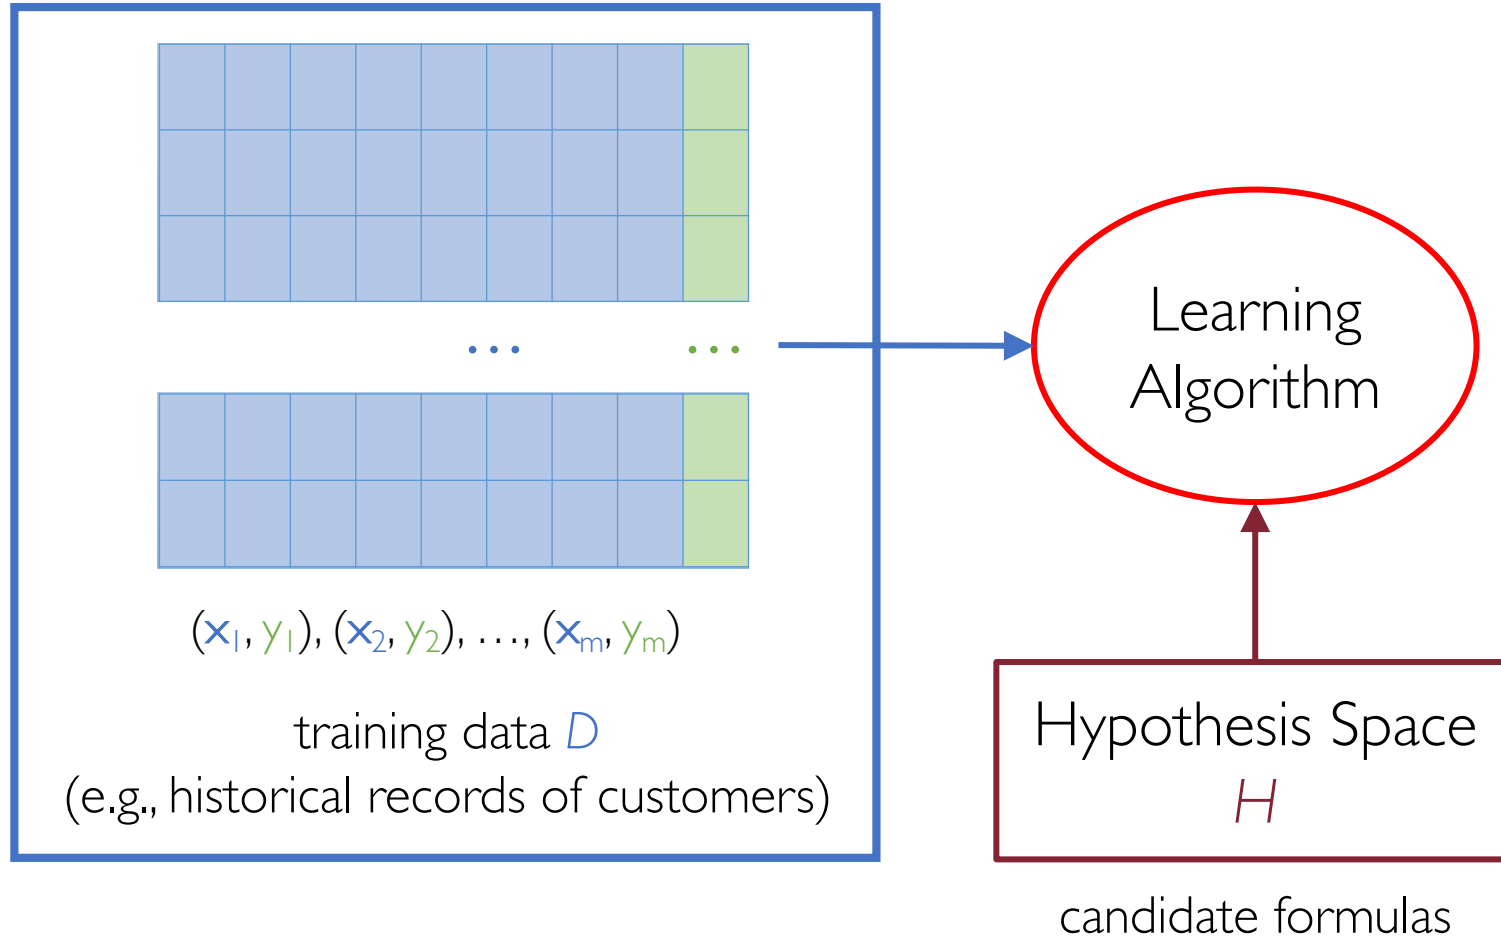 ... ...
(x₁, y₁), (x₂, y₂), ..., (xₘ, yₘ)
training data D
(e.g., historical records of customers)
Learning
Algorithm
Hypothesis Space
H
candidate formulas